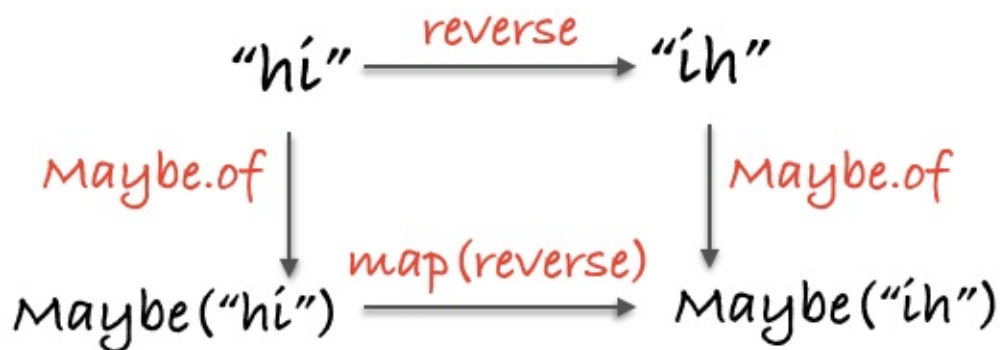 reverse
“hi” “ih”
Maybe.of Maybe.of
map(reverse)
Maybe(“hi”) Maybe(“ih”)